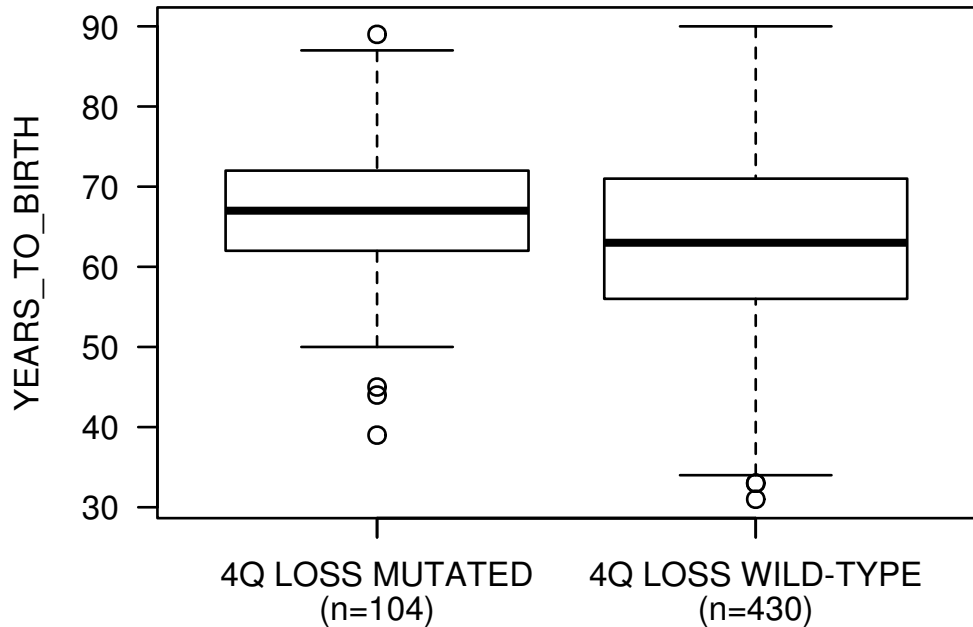 YEARS_TO_BIRTH
90
80
70
60
50
40
30
4Q LOSS MUTATED
(n=104)
4Q LOSS WILD-TYPE
(n=430)